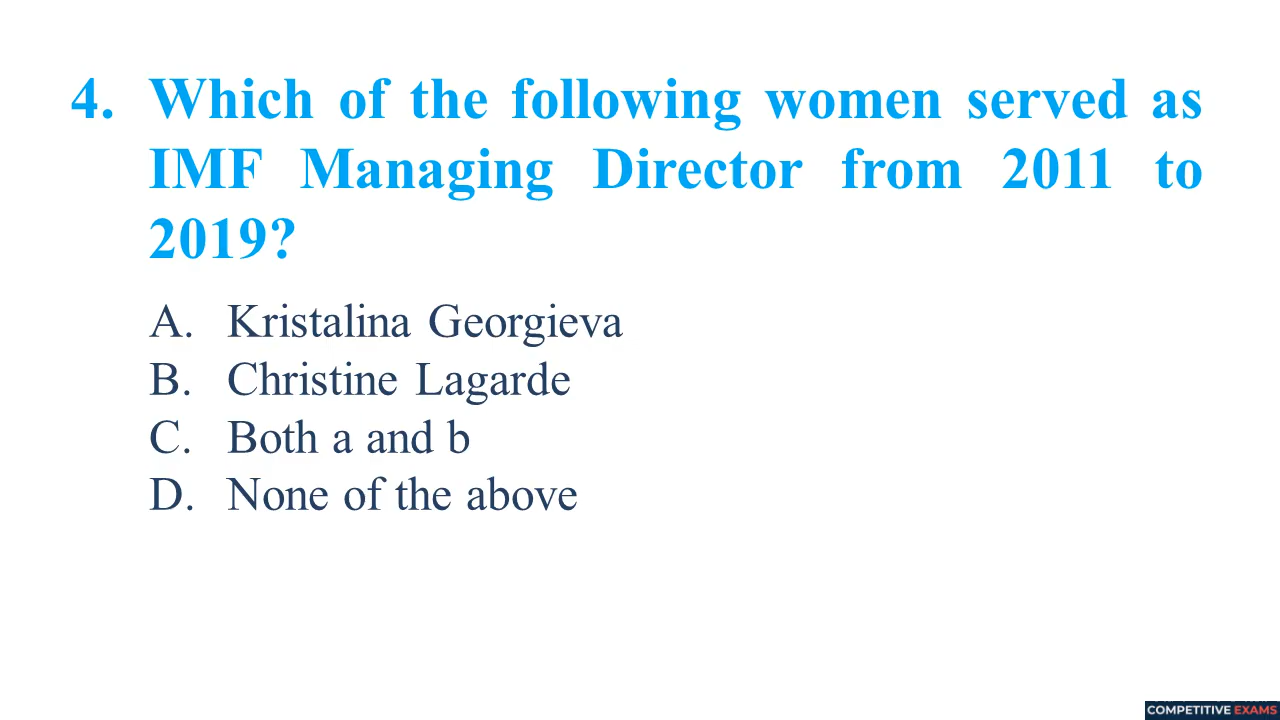 4. Which of the following women served as
IMF Managing Director from 2011 to
2019?
A. Kristalina Georgieva
B. Christine Lagarde
C. Both a and b
D. None of the above
COMPETITIVE EXAMS